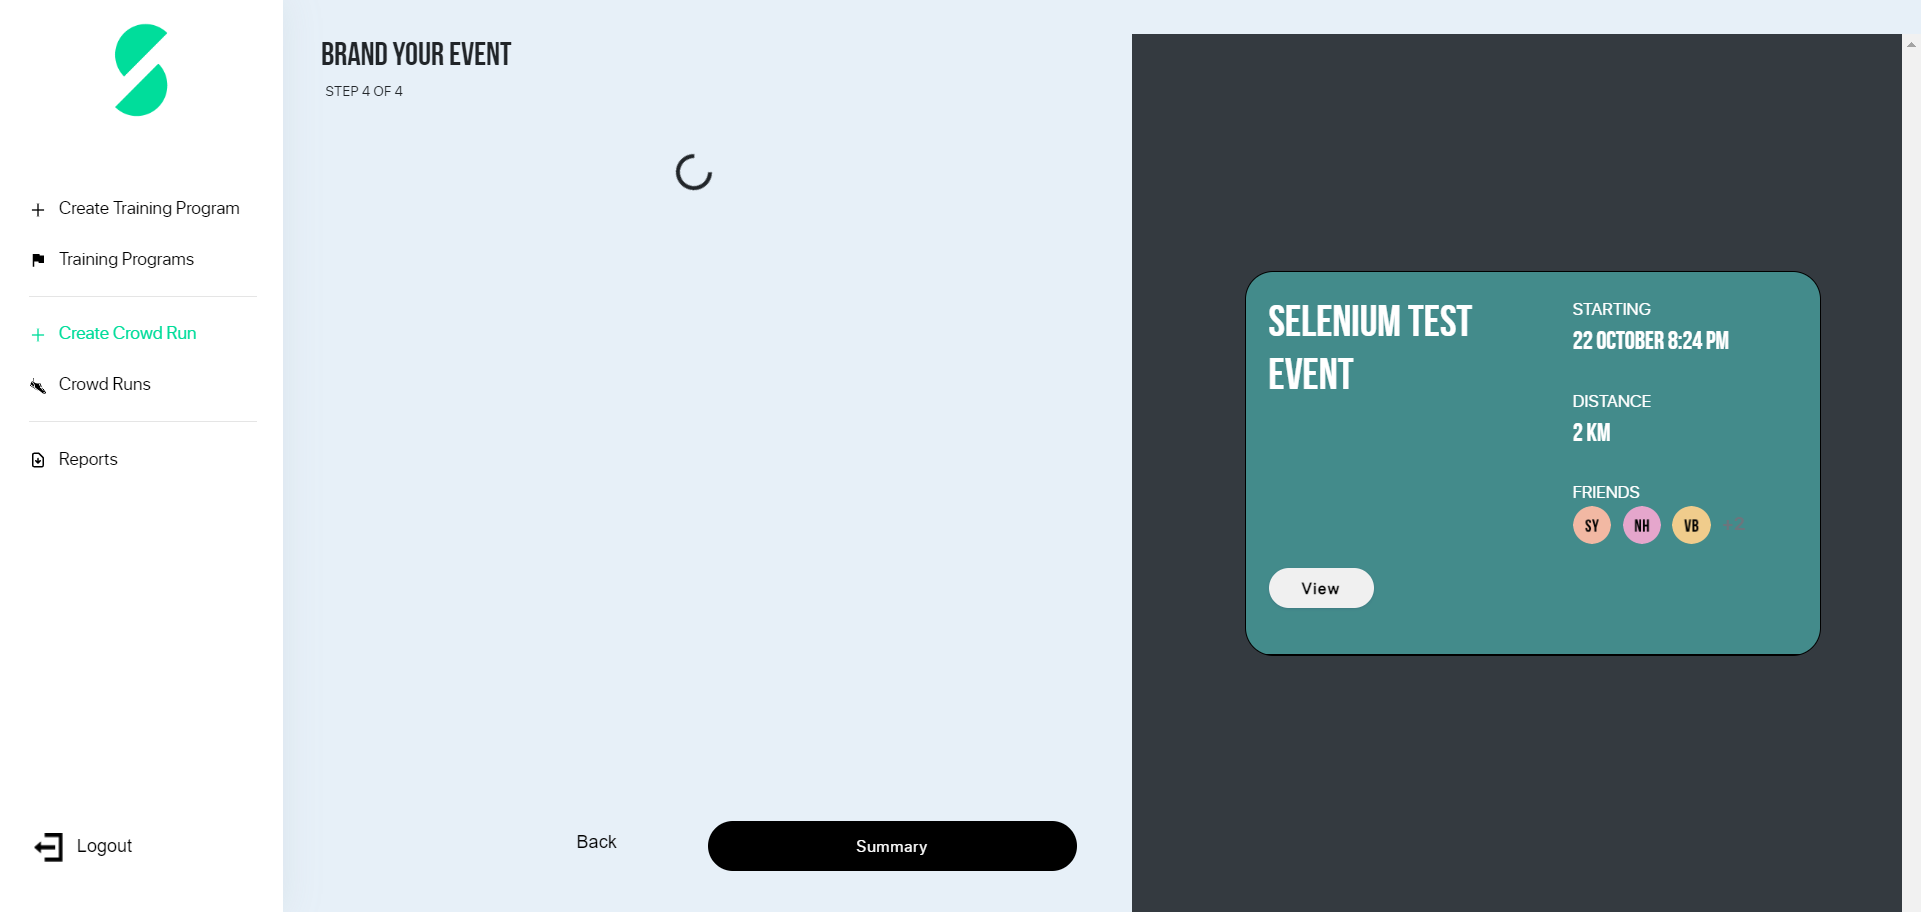 Create Training Program
Training Programs
Create Crowd Run
Crowd Runs
Reports
Logout
BRAND YOUR EVENT
STEP 4 OF 4
Back
Summary
SELENIUM TEST
EVENT
View
STARTING
22 OCTOBER 8:24 PM
DISTANCE
2 KM
FRIENDS
SY NH VB